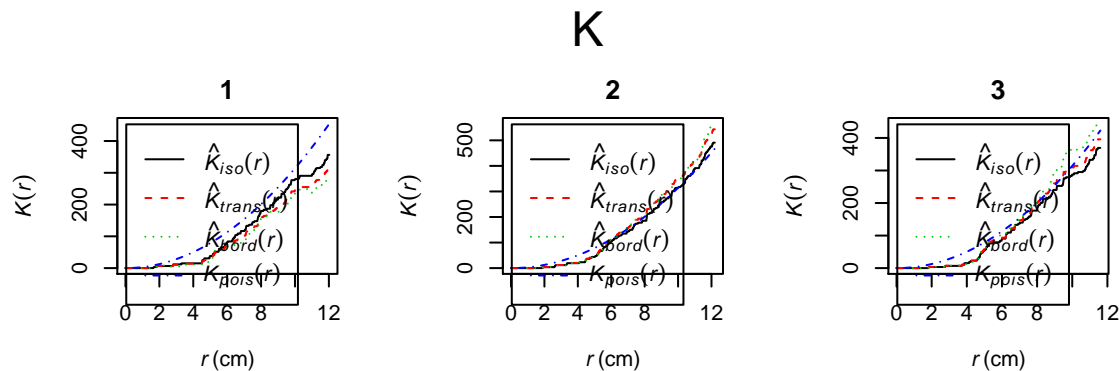 K
1
K(r)
0
200
400
K̂iso(r)
K̂trans(r)
K̂bord(r)
Kpois(r)
0 2 4 6 8 12
r (cm)
2
K(r)
0
200
500
K̂iso(r)
K̂trans(r)
K̂bord(r)
Kpois(r)
0 2 4 6 8 12
r (cm)
3
K(r)
0
200
400
K̂iso(r)
K̂trans(r)
K̂bord(r)
Kpois(r)
0 2 4 6 8 12
r (cm)